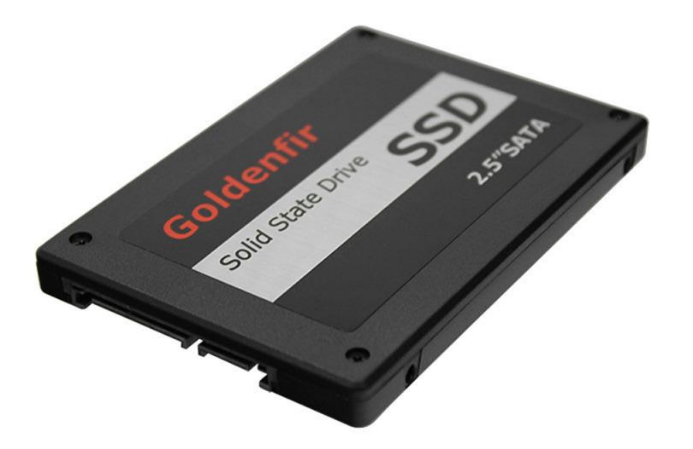 Goldenfir
Solid State Drive
SSD
2.5"SATA